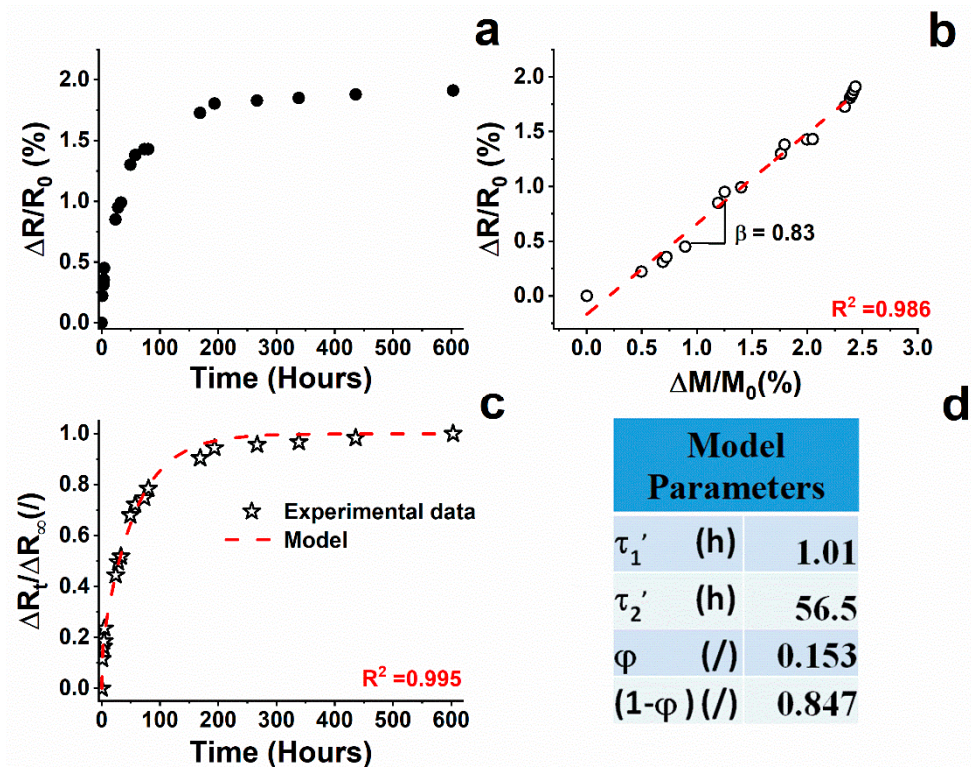 a
2.0
1.5
1.0
0.5
0.0
ΔR/R₀ (%)
0 100 200 300 400 500 600
Time (Hours)
b
2.0
1.5
1.0
0.5
0.0
ΔR/R₀ (%)
β = 0.83
R² =0.986
0.0 0.5 1.0 1.5 2.0 2.5 3.0
ΔM/M₀(%)
c
1.0
0.8
0.6
0.4
0.2
0.0
ΔRₜ/ΔR∞(/)
Experimental data
Model
R² =0.995
0 100 200 300 400 500 600
Time (Hours)
d
Model
Parameters
τ₁′ (h) 1.01
τ₂′ (h) 56.5
φ (/) 0.153
(1-φ) (/) 0.847